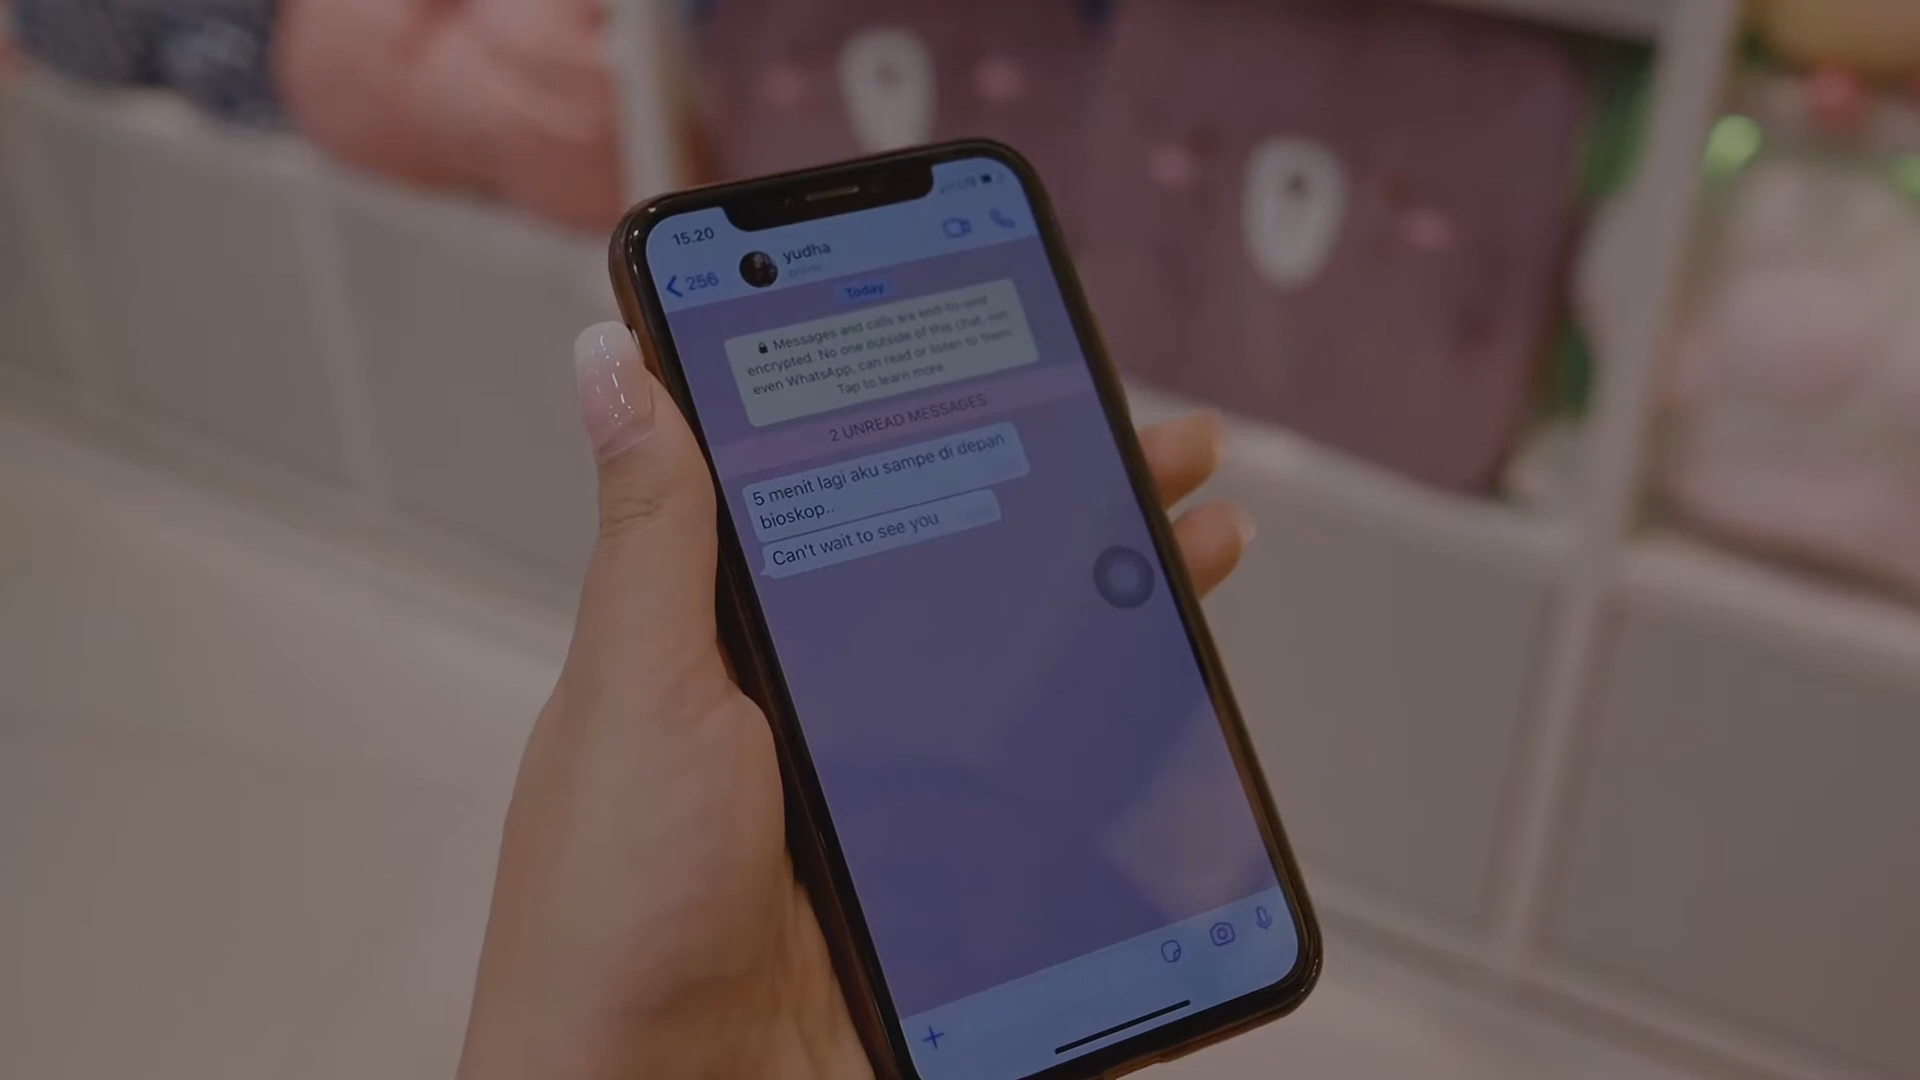 15.20
LTE
256
yudha
online
Today
Messages and calls are end-to-end
encrypted. No one outside of this chat, not
even WhatsApp, can read or listen to them.
Tap to learn more.
2 UNREAD MESSAGES
5 menit lagi aku sampe di depan
bioskop..
Can't wait to see you